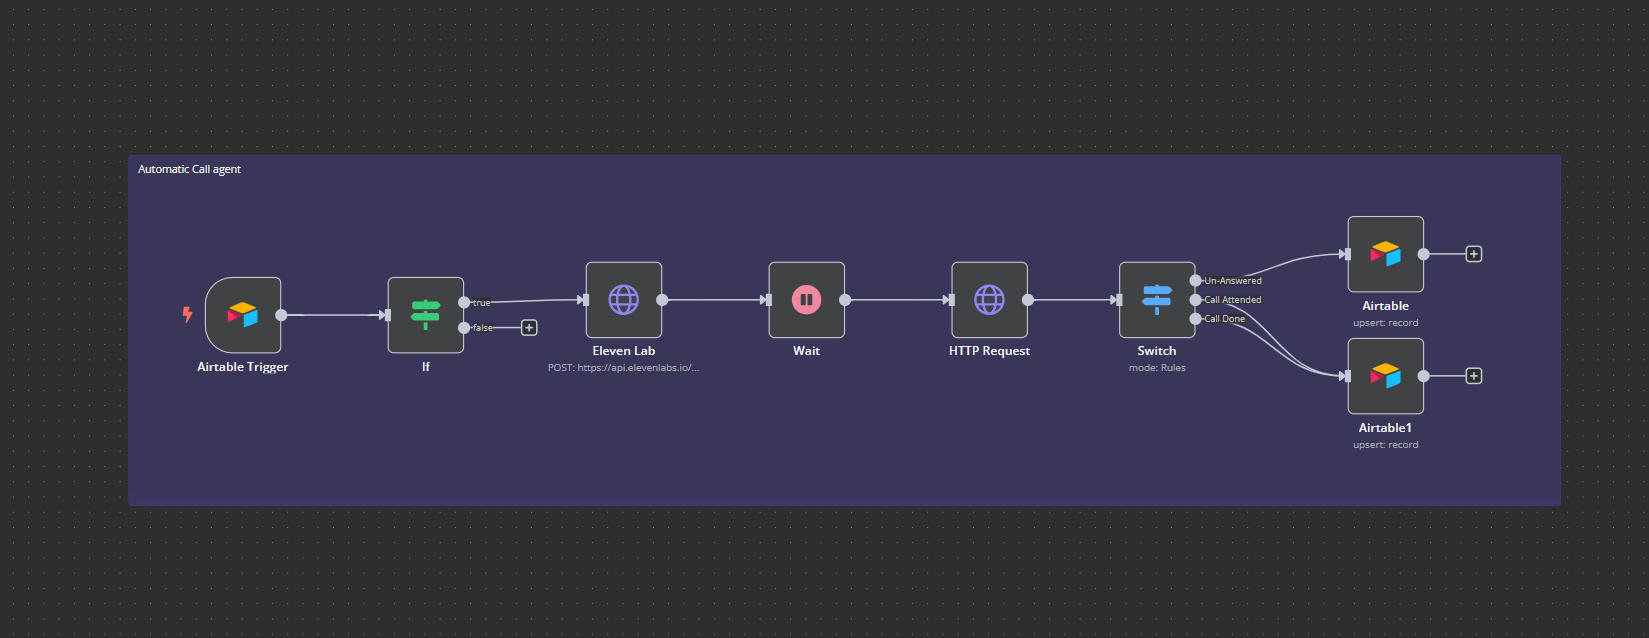 Automatic Call agent
Airtable Trigger
If
true
false
Eleven Lab
POST: https://api.elevenlabs.io/...
Wait
HTTP Request
Switch
mode: Rules
Un-Answered
Call Attended
Call Done
Airtable
upsert: record
Airtable1
upsert: record